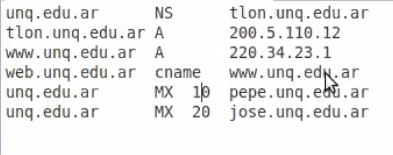 unq.edu.ar NS tlon.unq.edu.ar
tlon.unq.edu.ar A 200.5.110.12
www.unq.edu.ar A 220.34.23.1
web.unq.edu.ar cname www.unq.edu.ar
unq.edu.ar MX 10 pepe.unq.edu.ar
unq.edu.ar MX 20 jose.unq.edu.ar